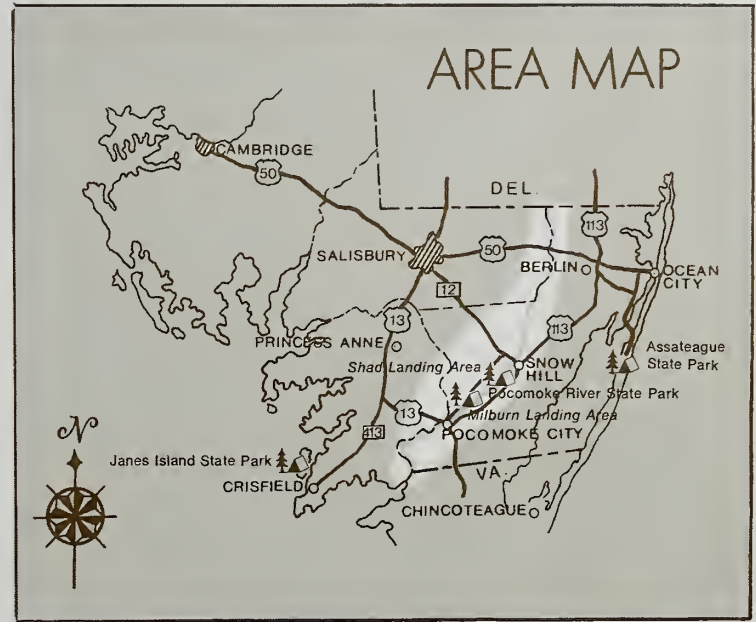 AREA MAP
CAMBRIDGE
50
DEL.
113
SALISBURY
50
BERLIN
OCEAN
CITY
12
13
113
PRINCESS ANNE
Shad Landing Area
SNOW
HILL
Assateague
State Park
Pocomoke River State Park
13
Milburn Landing Area
413
POCOMOKE CITY
N
Janes Island State Park
VA.
CRISFIELD
CHINCOTEAGUE